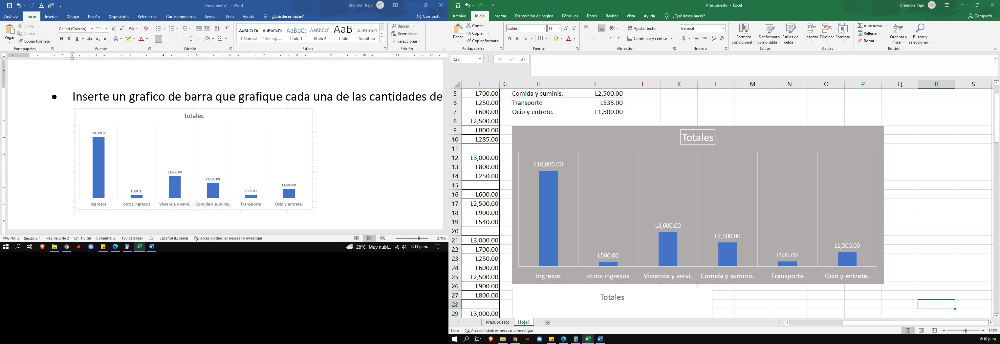 Documento1 - Word
Brandon Trejo BT
Archivo Inicio Insertar Dibujar Diseño Disposición Referencias Correspondencia Revisar Vista Ayuda ¿Qué desea hacer? Compartir
Pegar Cortar Copiar Copiar formato
Portapapeles
Calibri (Cuerpo) 11
Fuente
Párrafo
AaBbCcDc AaBbCcDc AaBbC( AaBbCcC AaB AaBbCcD
¶ Normal ¶ Sin espa... Título 1 Título 2 Título Subtítulo
Estilos
Buscar
Reemplazar
Seleccionar
Edición
1 2 3 4 5 6 7 8 9 10 11 12
● Inserte un grafico de barra que grafique cada una de las cantidades de
Totales
L10,000.00
L500.00
L3,600.00
L2,500.00
L535.00
L1,500.00
Ingresos otros ingresos Vivienda y servi. Comida y suminis. Transporte Ocio y entrete.
PÁGINA: 2 Sección: 1 Página 2 de 2 En: 1.8 cm Columna: 2 100 palabras Español (España) Accesibilidad: es necesario investigar 270%
28°C Muy nubl... 6:11 p. m.
Presupuesto - Excel
Brandon Trejo BT
Archivo Inicio Insertar Disposición de página Fórmulas Datos Revisar Vista Ayuda ¿Qué desea hacer? Compartir
Pegar Cortar Copiar Copiar formato
Portapapeles
Calibri 11
N K S
Fuente
Ajustar texto
Combinar y centrar
Alineación
General
$ % 000
Número
Formato condicional Dar formato como tabla Estilos de celda
Estilos
Insertar Eliminar Formato
Celdas
Autosuma
Rellenar
Borrar
Ordenar y filtrar Buscar y seleccionar
Edición
R28 fx
F G H I J K L M N O P Q R S
5 L700.00 Comida y suminis. L2,500.00
6 L250.00 Transporte L535.00
7 L600.00 Ocio y entrete. L1,500.00
8 L2,500.00
9 L800.00
10 L285.00
11
12 L3,000.00
13 L800.00
14 L250.00
15
16 L600.00
17 L2,500.00
18 L900.00
19 L540.00
20
21 L3,000.00
22 L700.00
23 L250.00
24 L600.00
25 L2,500.00
26 L900.00
27 L800.00
28
29 L3,000.00
Totales
L10,000.00
L500.00
L3,600.00
L2,500.00
L535.00
L1,500.00
Ingresos otros ingresos Vivienda y servi. Comida y suminis. Transporte Ocio y entrete.
Totales
Presupuesto Hoja1
Listo Accesibilidad: es necesario investigar 140%
6:10 p. m.